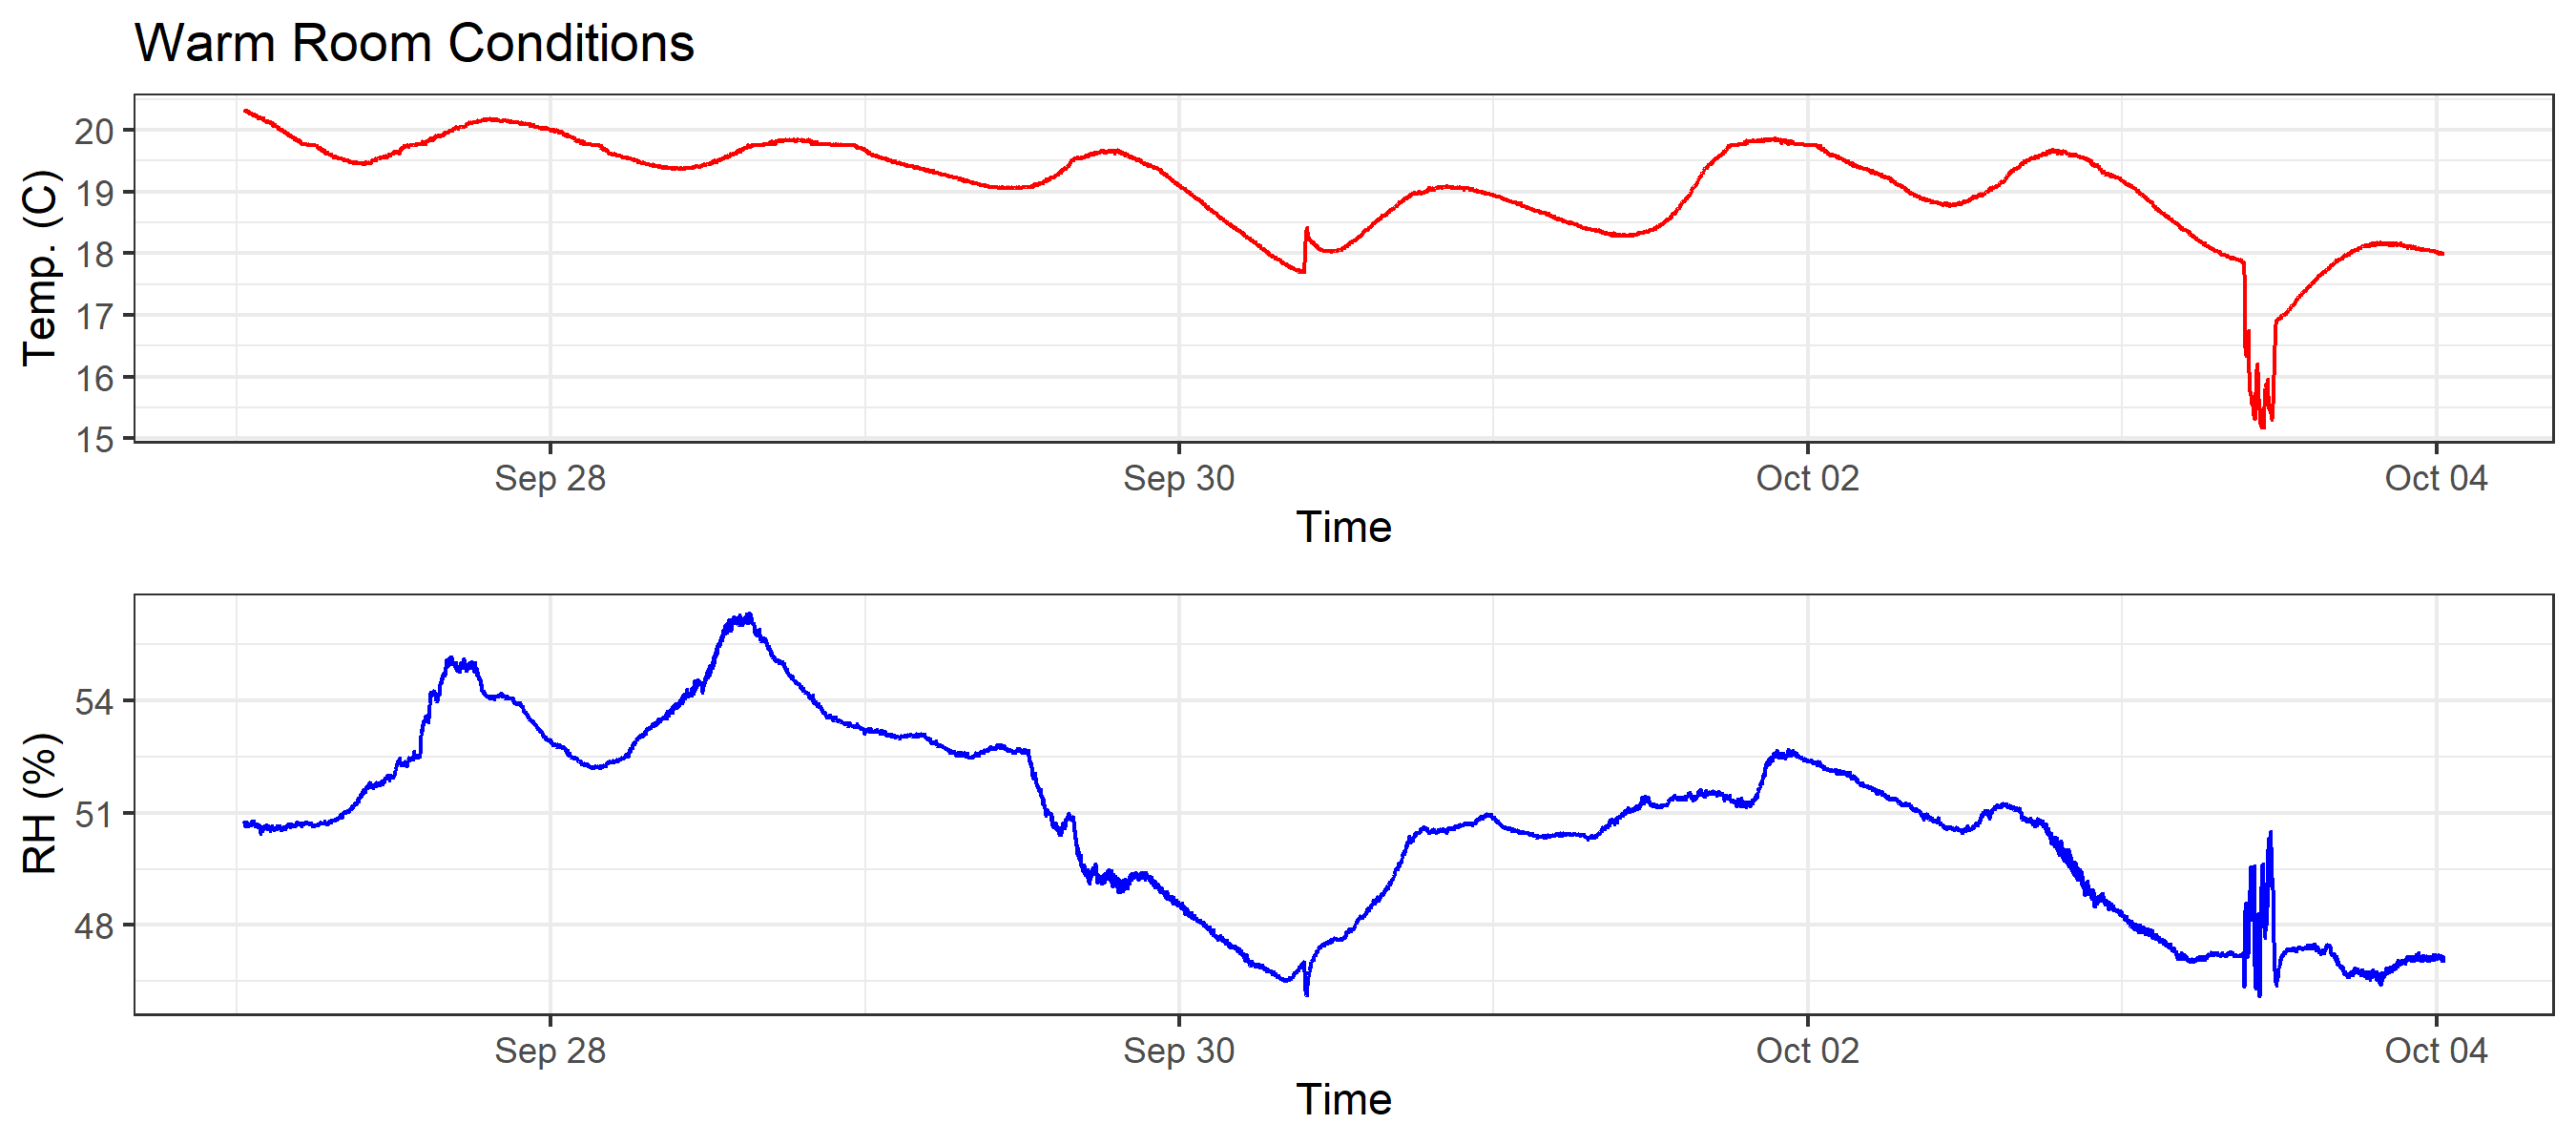 Warm Room Conditions
Temp. (C)
20
19
18
17
16
15
Sep 28 Sep 30 Oct 02 Oct 04
Time
RH (%)
54
51
48
Sep 28 Sep 30 Oct 02 Oct 04
Time